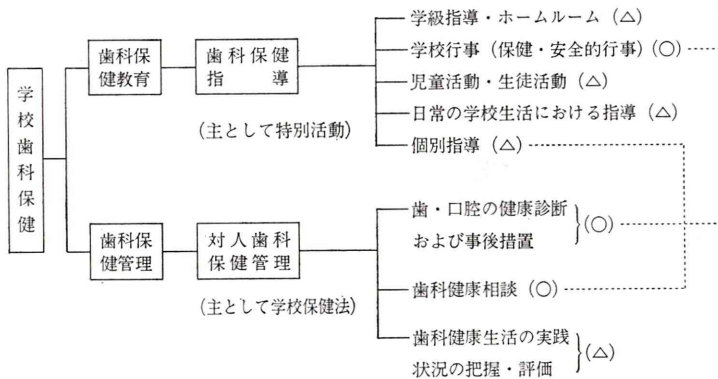 学校歯科保健
歯科保
健教育
歯科保健
指導
(主として特別活動)
学級指導・ホームルーム (△)
学校行事 (保健・安全的行事) (○)
児童活動・生徒活動 (△)
日常の学校生活における指導 (△)
個別指導 (△)
歯科保
健管理
対人歯科
保健管理
(主として学校保健法)
歯・口腔の健康診断
および事後措置
(○)
歯科健康相談 (○)
歯科健康生活の実践
状況の把握・評価
(△)